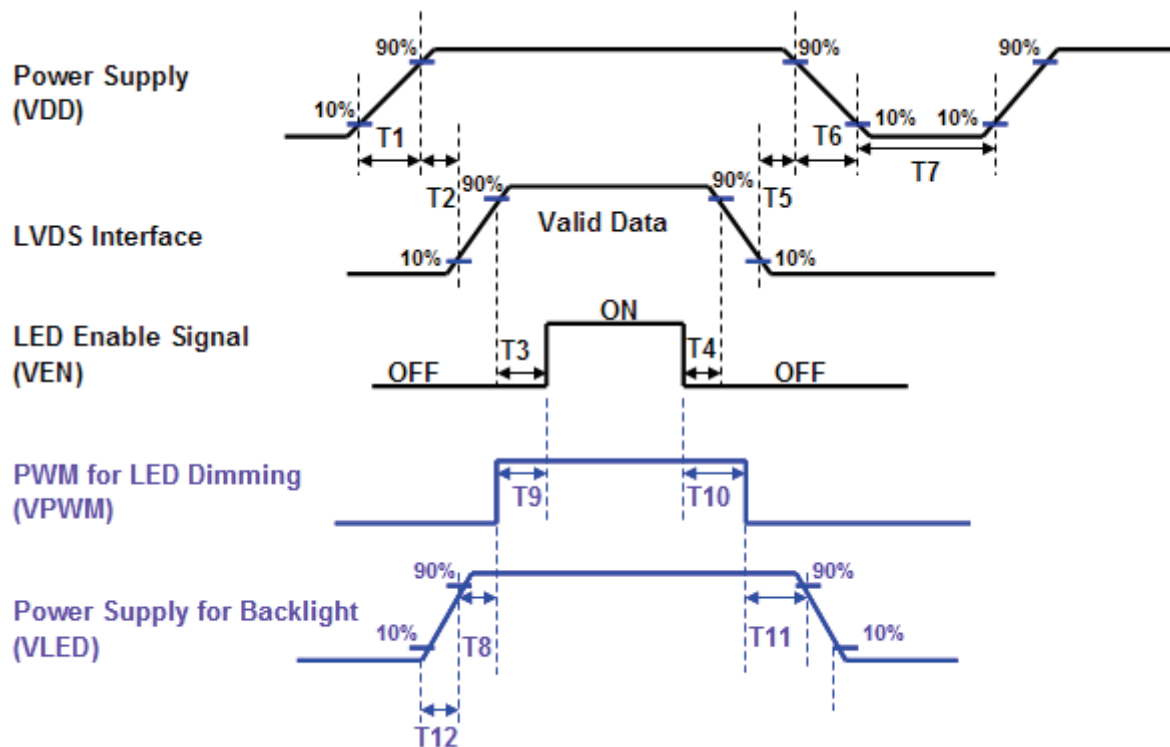 90%
90%
90%
Power Supply
(VDD)
10%
10%
10%
T1
T6
T7
90%
90%
T2
T5
Valid Data
LVDS Interface
10%
10%
ON
LED Enable Signal
(VEN)
T3
T4
OFF
OFF
PWM for LED Dimming
(VPWM)
T9
T10
90%
90%
Power Supply for Backlight
(VLED)
10%
10%
T8
T11
T12